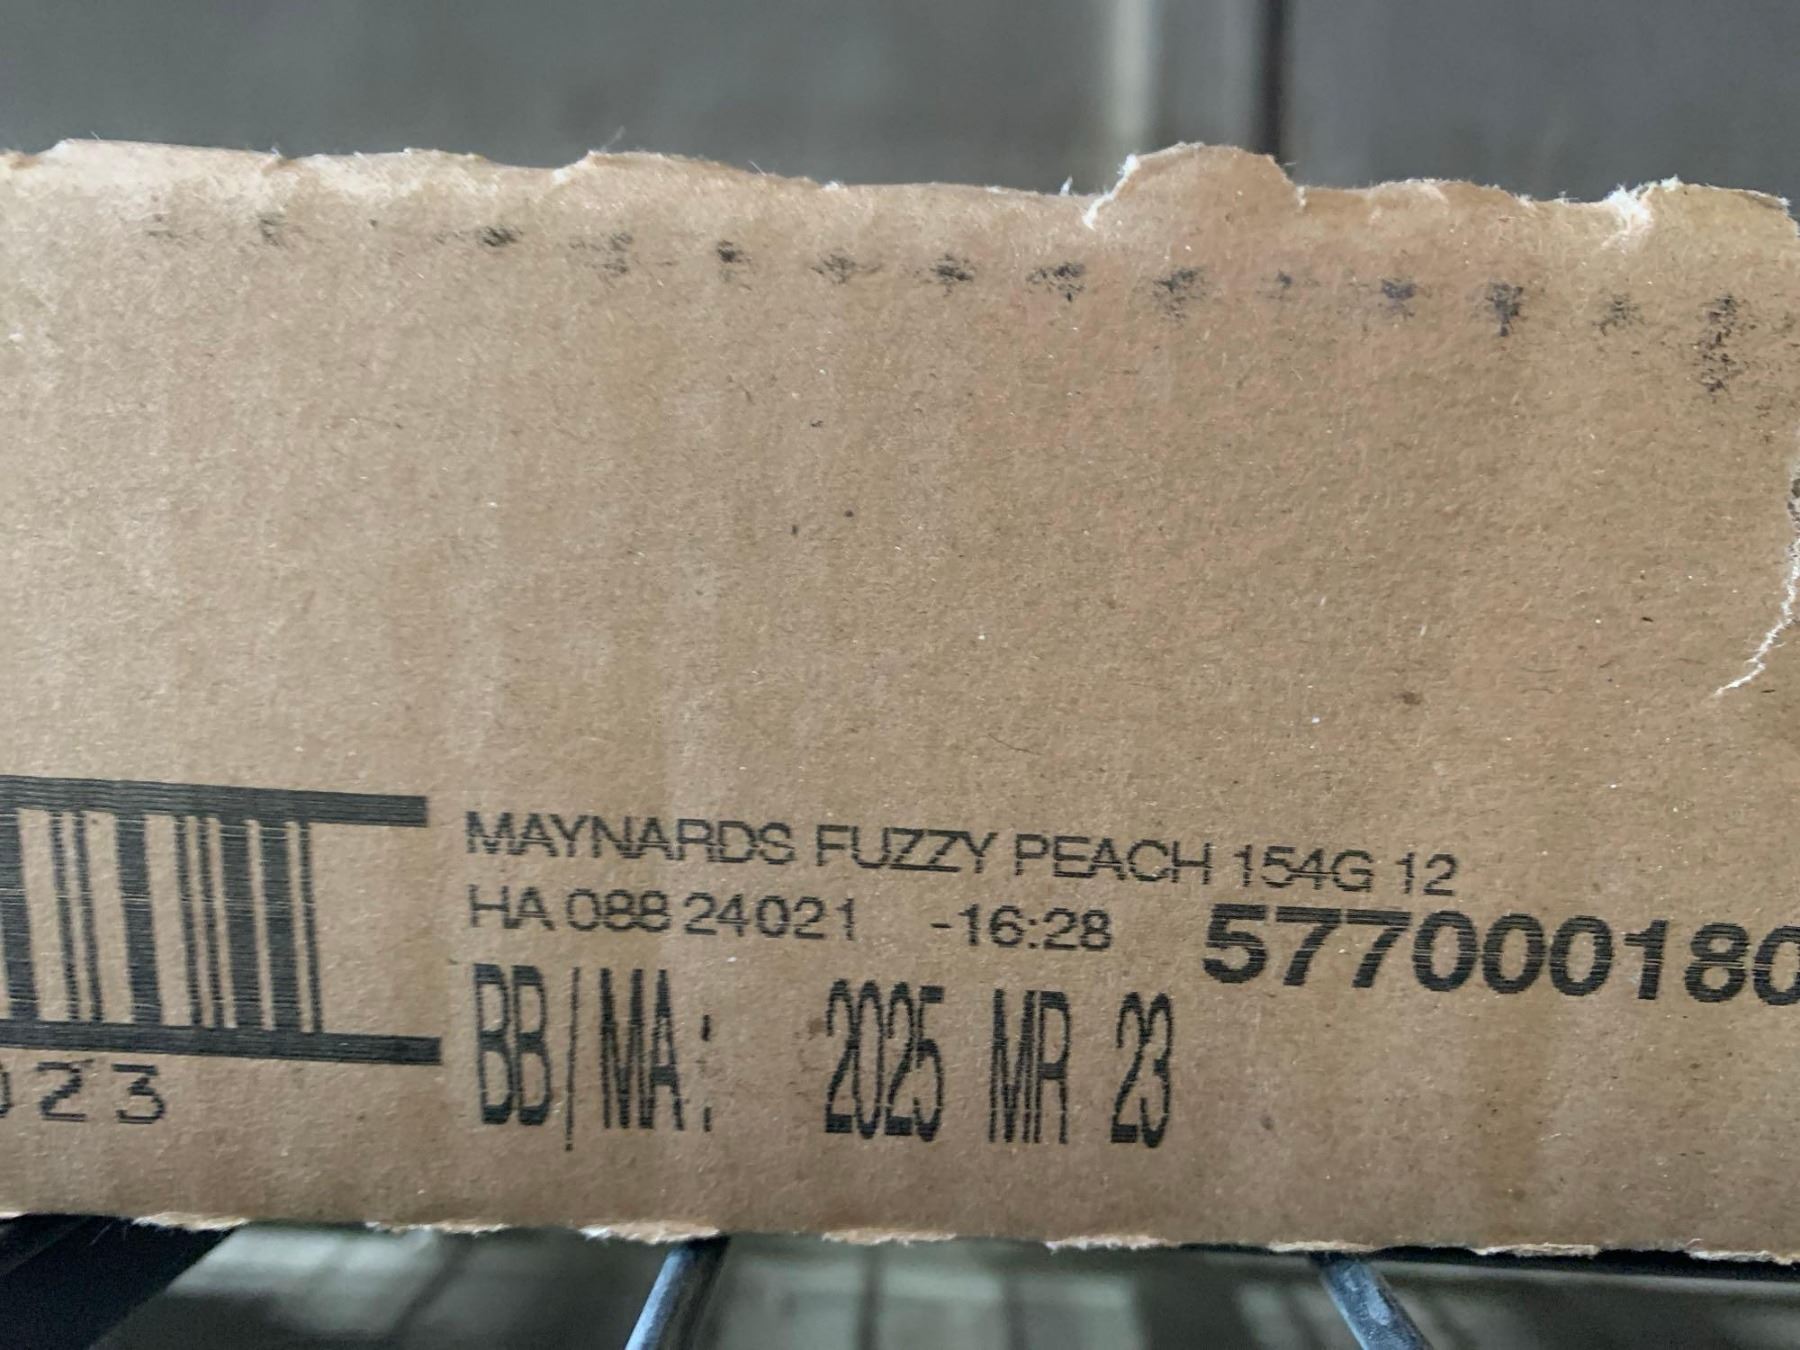 MAYNARDS FUZZY PEACH 154G 12
HA 088 24021 -16:28 577000180
BB/MA: 2025 MR 23
023